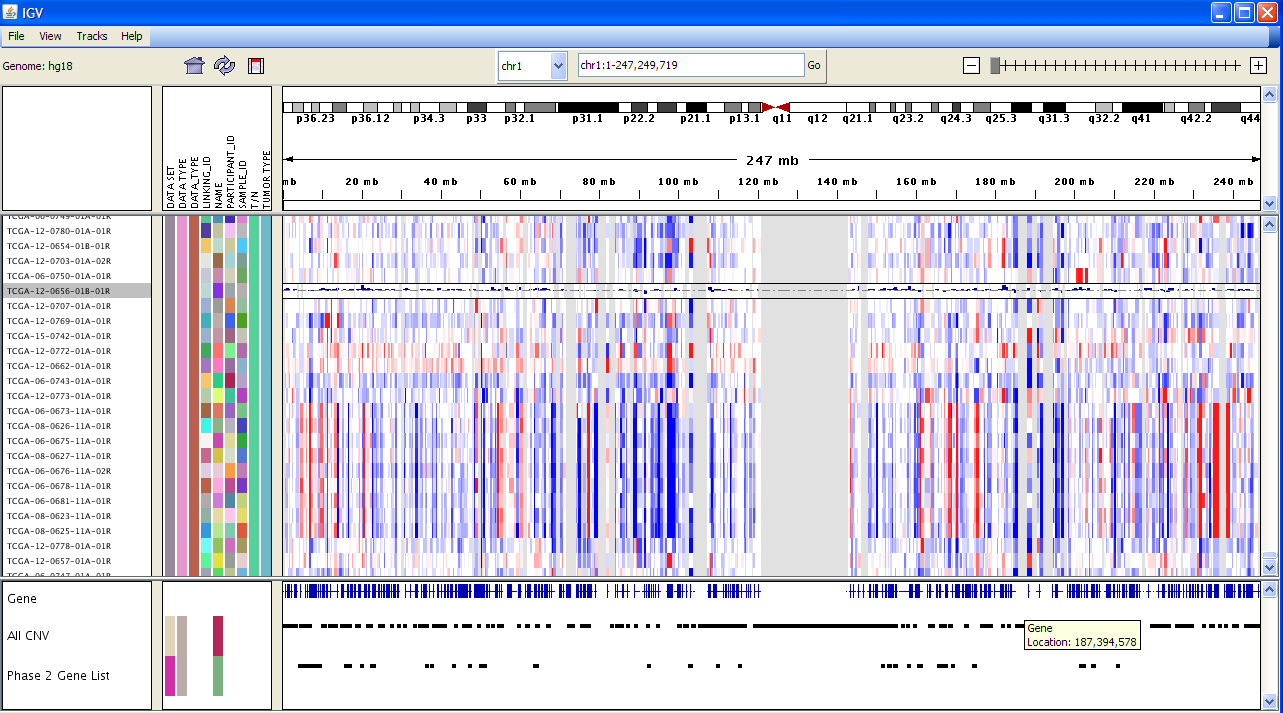 IGV
File View Tracks Help
Genome: hg18
chr1
chr1:1-247,249,719
Go
p36.23 p36.12 p34.3 p33 p32.1 p31.1 p22.2 p21.1 p13.1 q11 q12 q21.1 q23.2 q24.3 q25.3 q31.3 q32.2 q41 q42.2 q44
247 mb
mb 20 mb 40 mb 60 mb 80 mb 100 mb 120 mb 140 mb 160 mb 180 mb 200 mb 220 mb 240 mb
DATA SET
DATA TYPE
DATA_TYPE
LINKING_ID
NAME
PARTICIPANT_ID
SAMPLE_ID
T/N
TUMOR TYPE
TCGA-06-0749-01A-01R
TCGA-12-0780-01A-01R
TCGA-12-0654-01B-01R
TCGA-12-0703-01A-02R
TCGA-06-0750-01A-01R
TCGA-12-0656-01B-01R
TCGA-12-0707-01A-01R
TCGA-12-0769-01A-01R
TCGA-15-0742-01A-01R
TCGA-12-0772-01A-01R
TCGA-12-0662-01A-01R
TCGA-06-0743-01A-01R
TCGA-12-0773-01A-01R
TCGA-06-0673-11A-01R
TCGA-08-0626-11A-01R
TCGA-06-0675-11A-01R
TCGA-08-0627-11A-01R
TCGA-06-0676-11A-02R
TCGA-06-0678-11A-01R
TCGA-06-0681-11A-01R
TCGA-08-0623-11A-01R
TCGA-08-0625-11A-01R
TCGA-12-0778-01A-01R
TCGA-12-0657-01A-01R
TCGA-06-0747-01A-01R
Gene
All CNV
Phase 2 Gene List
Gene
Location: 187,394,578